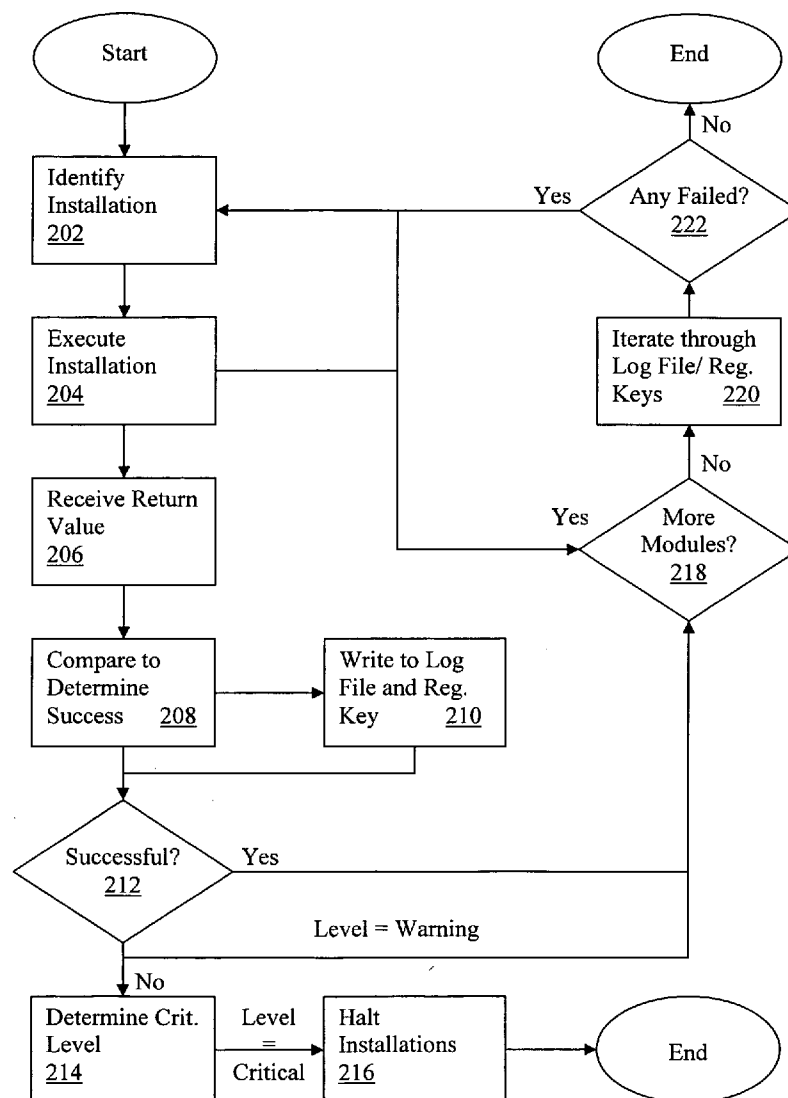 Start
End
No
Identify
Installation
202
Yes
Any Failed?
222
Execute
Installation
204
Iterate through
Log File/ Reg.
Keys 220
No
Receive Return
Value
206
Yes
More
Modules?
218
Compare to
Determine
Success 208
Write to Log
File and Reg.
Key 210
Successful?
212
Yes
Level = Warning
No
Determine Crit.
Level
214
Level
=
Critical
Halt
Installations
216
End